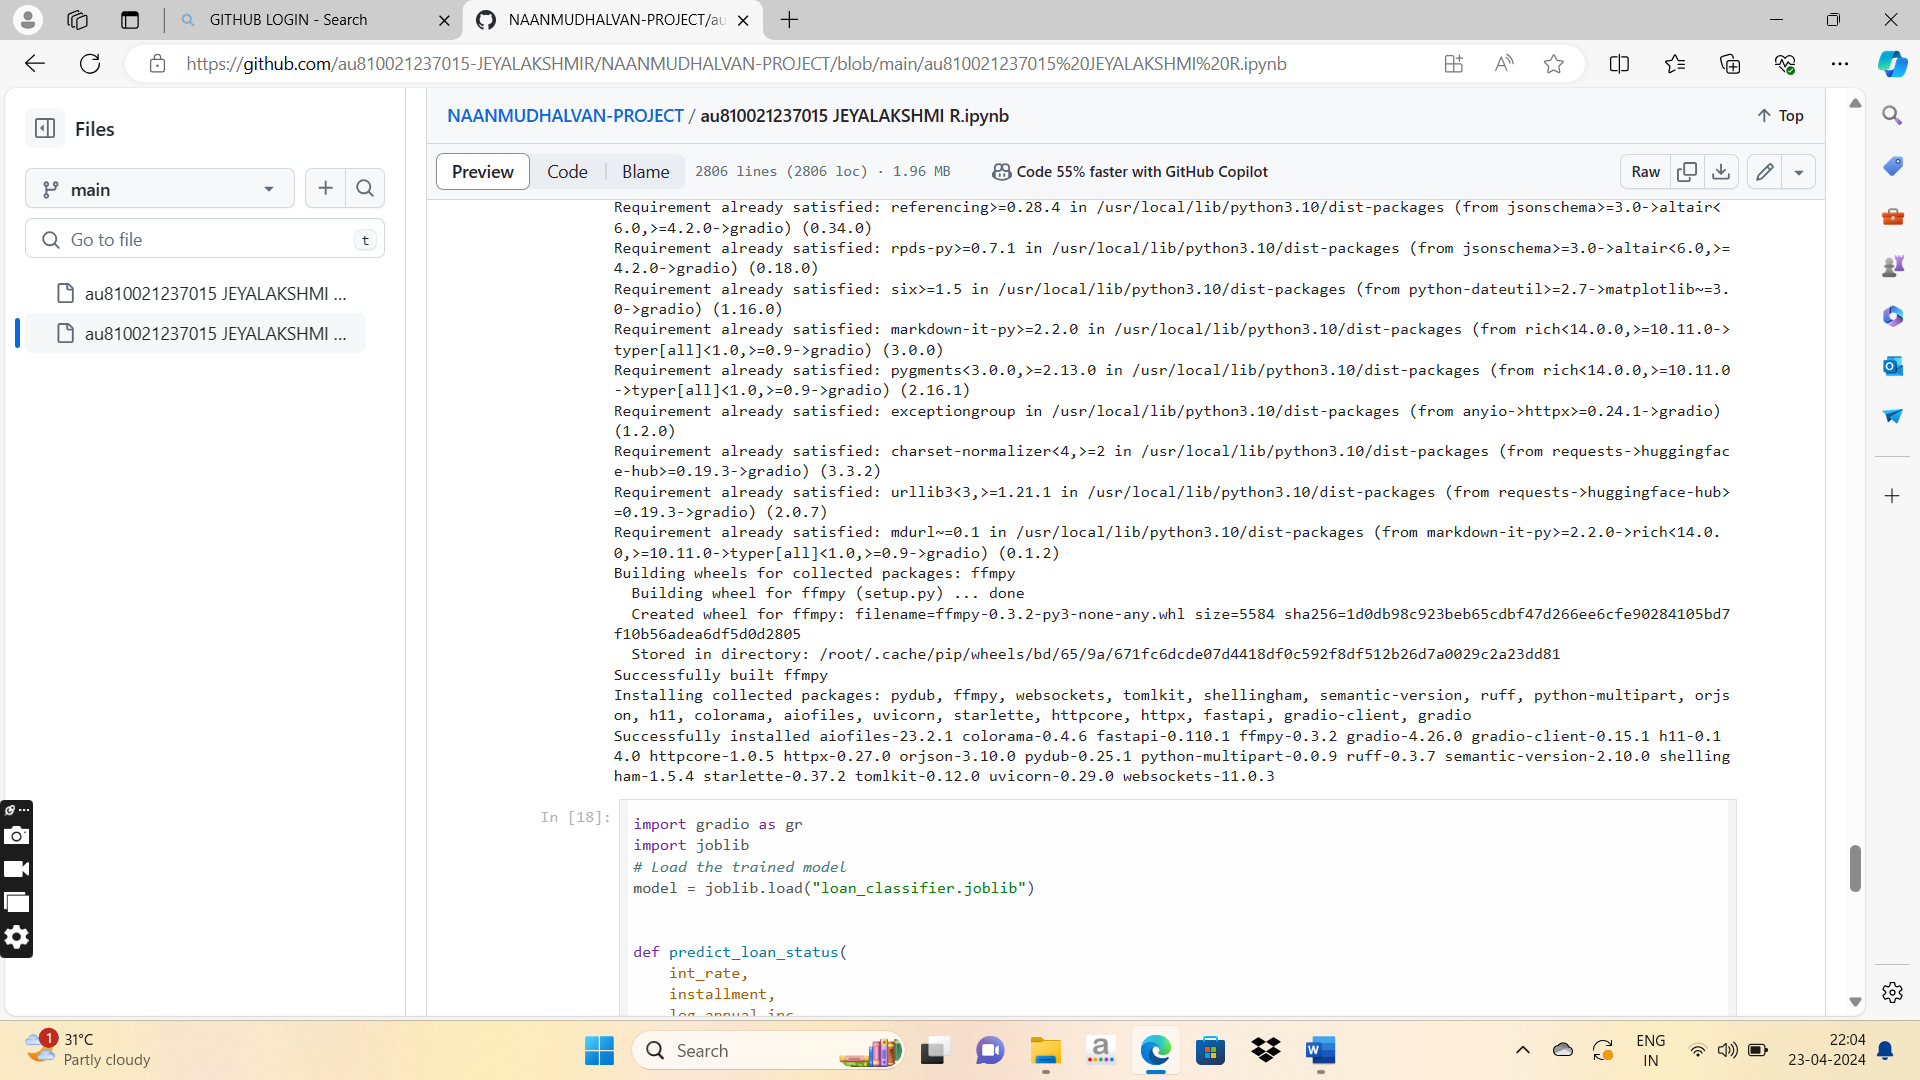 GITHUB LOGIN - Search
NAANMUDHALVAN-PROJECT/au
https://github.com/au810021237015-JEYALAKSHMIR/NAANMUDHALVAN-PROJECT/blob/main/au810021237015%20JEYALAKSHMI%20R.ipynb
Files
main
Go to file
t
au810021237015 JEYALAKSHMI ...
au810021237015 JEYALAKSHMI ...
NAANMUDHALVAN-PROJECT / au810021237015 JEYALAKSHMI R.ipynb
Top
Preview Code Blame 2806 lines (2806 loc) · 1.96 MB Code 55% faster with GitHub Copilot Raw
Requirement already satisfied: referencing>=0.28.4 in /usr/local/lib/python3.10/dist-packages (from jsonschema>=3.0->altair<
6.0,>=4.2.0->gradio) (0.34.0)
Requirement already satisfied: rpds-py>=0.7.1 in /usr/local/lib/python3.10/dist-packages (from jsonschema>=3.0->altair<6.0,>=
4.2.0->gradio) (0.18.0)
Requirement already satisfied: six>=1.5 in /usr/local/lib/python3.10/dist-packages (from python-dateutil>=2.7->matplotlib~=3.
0->gradio) (1.16.0)
Requirement already satisfied: markdown-it-py>=2.2.0 in /usr/local/lib/python3.10/dist-packages (from rich<14.0.0,>=10.11.0->
typer[all]<1.0,>=0.9->gradio) (3.0.0)
Requirement already satisfied: pygments<3.0.0,>=2.13.0 in /usr/local/lib/python3.10/dist-packages (from rich<14.0.0,>=10.11.0
->typer[all]<1.0,>=0.9->gradio) (2.16.1)
Requirement already satisfied: exceptiongroup in /usr/local/lib/python3.10/dist-packages (from anyio->httpx>=0.24.1->gradio)
(1.2.0)
Requirement already satisfied: charset-normalizer<4,>=2 in /usr/local/lib/python3.10/dist-packages (from requests->huggingfac
e-hub>=0.19.3->gradio) (3.3.2)
Requirement already satisfied: urllib3<3,>=1.21.1 in /usr/local/lib/python3.10/dist-packages (from requests->huggingface-hub>
=0.19.3->gradio) (2.0.7)
Requirement already satisfied: mdurl~=0.1 in /usr/local/lib/python3.10/dist-packages (from markdown-it-py>=2.2.0->rich<14.0.
0,>=10.11.0->typer[all]<1.0,>=0.9->gradio) (0.1.2)
Building wheels for collected packages: ffmpy
Building wheel for ffmpy (setup.py) ... done
Created wheel for ffmpy: filename=ffmpy-0.3.2-py3-none-any.whl size=5584 sha256=1d0db98c923beb65cdbf47d266ee6cfe90284105bd7
f10b56adea6df5d0d2805
Stored in directory: /root/.cache/pip/wheels/bd/65/9a/671fc6dcde07d4418df0c592f8df512b26d7a0029c2a23dd81
Successfully built ffmpy
Installing collected packages: pydub, ffmpy, websockets, tomlkit, shellingham, semantic-version, ruff, python-multipart, orjs
on, h11, colorama, aiofiles, uvicorn, starlette, httpcore, httpx, fastapi, gradio-client, gradio
Successfully installed aiofiles-23.2.1 colorama-0.4.6 fastapi-0.110.1 ffmpy-0.3.2 gradio-4.26.0 gradio-client-0.15.1 h11-0.1
4.0 httpcore-1.0.5 httpx-0.27.0 orjson-3.10.0 pydub-0.25.1 python-multipart-0.0.9 ruff-0.3.7 semantic-version-2.10.0 shelling
ham-1.5.4 starlette-0.37.2 tomlkit-0.12.0 uvicorn-0.29.0 websockets-11.0.3
In [18]:
import gradio as gr
import joblib
# Load the trained model
model = joblib.load("loan_classifier.joblib")
def predict_loan_status(
int_rate,
installment,
log_annual_inc
1
31°C
Partly cloudy
Search
ENG
IN
22:04
23-04-2024